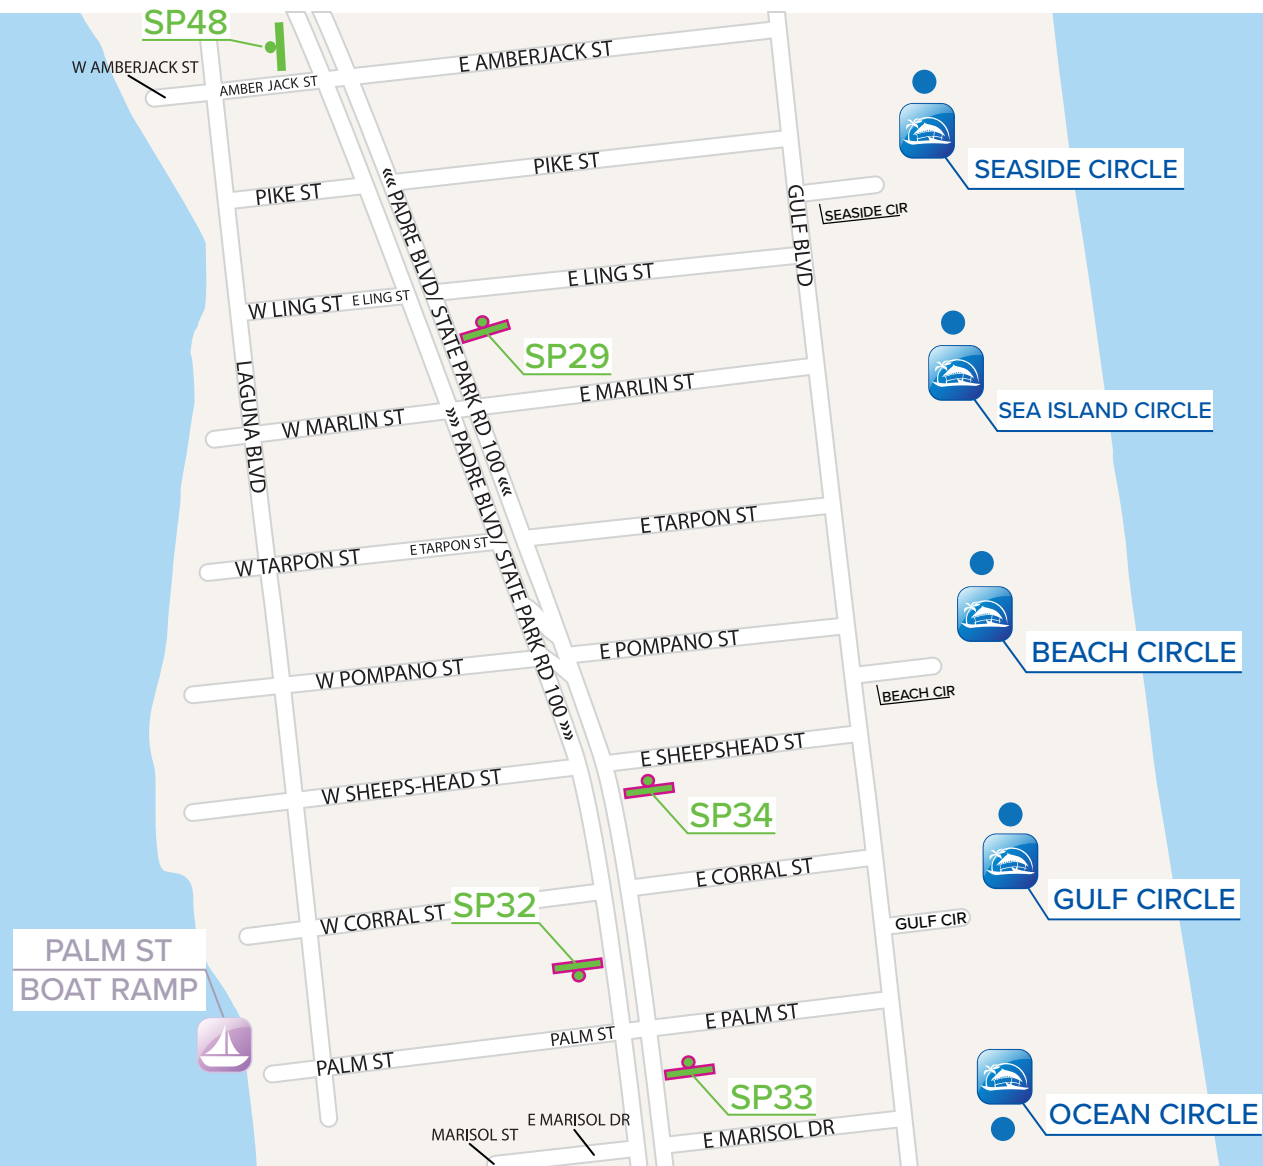 SP48
W AMBERJACK ST
AMBER JACK ST
E AMBERJACK ST
SEASIDE CIRCLE
PIKE ST
PIKE ST
«« PADRE BLVD/ STATE PARK RD 100 ««
GULF BLVD
SEASIDE CIR
W LING ST
E LING ST
E LING ST
SP29
LAGUNA BLVD
W MARLIN ST
E MARLIN ST
SEA ISLAND CIRCLE
»» PADRE BLVD/ STATE PARK RD 100 »»
W TARPON ST
E TARPON ST
E TARPON ST
W POMPANO ST
E POMPANO ST
BEACH CIRCLE
BEACH CIR
W SHEEPS-HEAD ST
E SHEEPSHEAD ST
SP34
W CORRAL ST
SP32
E CORRAL ST
GULF CIRCLE
GULF CIR
PALM ST
BOAT RAMP
PALM ST
PALM ST
E PALM ST
SP33
OCEAN CIRCLE
MARISOL ST
E MARISOL DR
E MARISOL DR